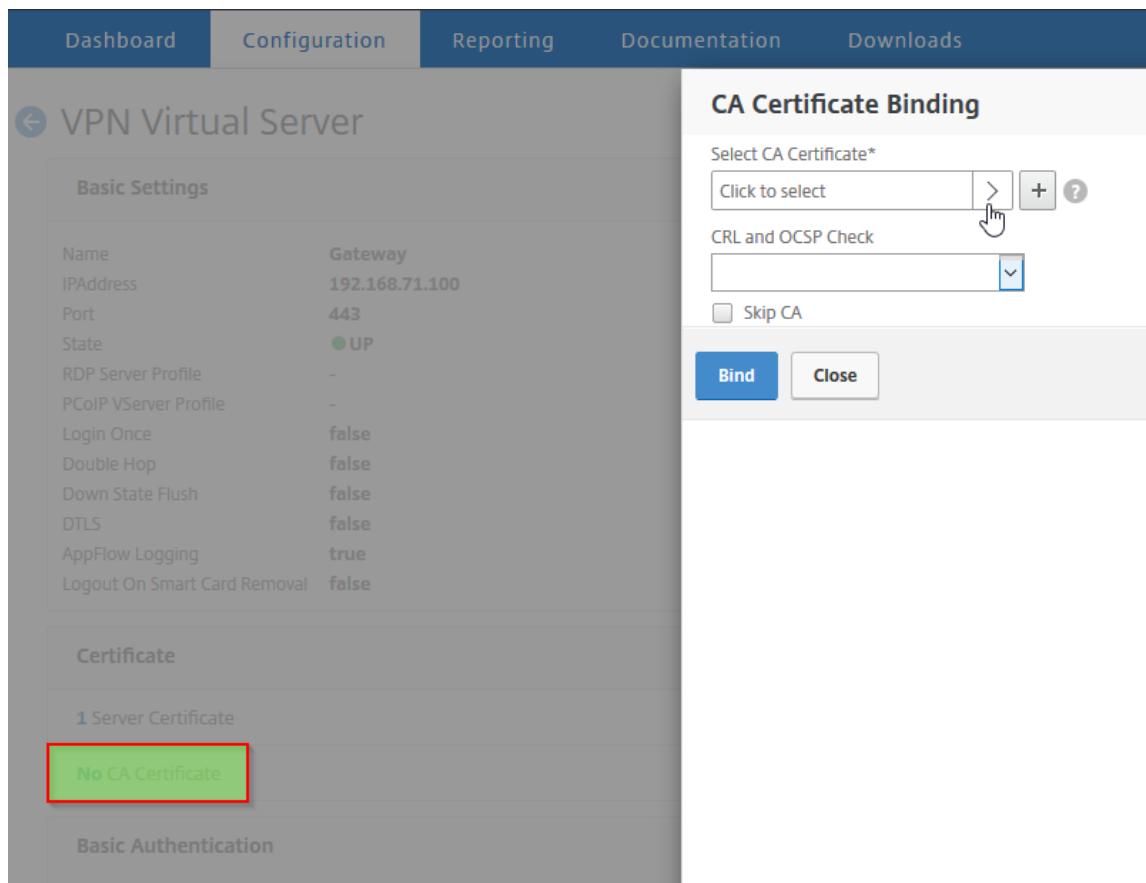 Dashboard Configuration Reporting Documentation Downloads
VPN Virtual Server
Basic Settings
Name Gateway
IPAddress 192.168.71.100
Port 443
State UP
RDP Server Profile -
PCoIP VServer Profile -
Login Once false
Double Hop false
Down State Flush false
DTLS false
AppFlow Logging true
Logout On Smart Card Removal false
Certificate
1 Server Certificate
No CA Certificate
Basic Authentication
CA Certificate Binding
Select CA Certificate*
Click to select > + ?
CRL and OCSP Check
Skip CA
Bind Close